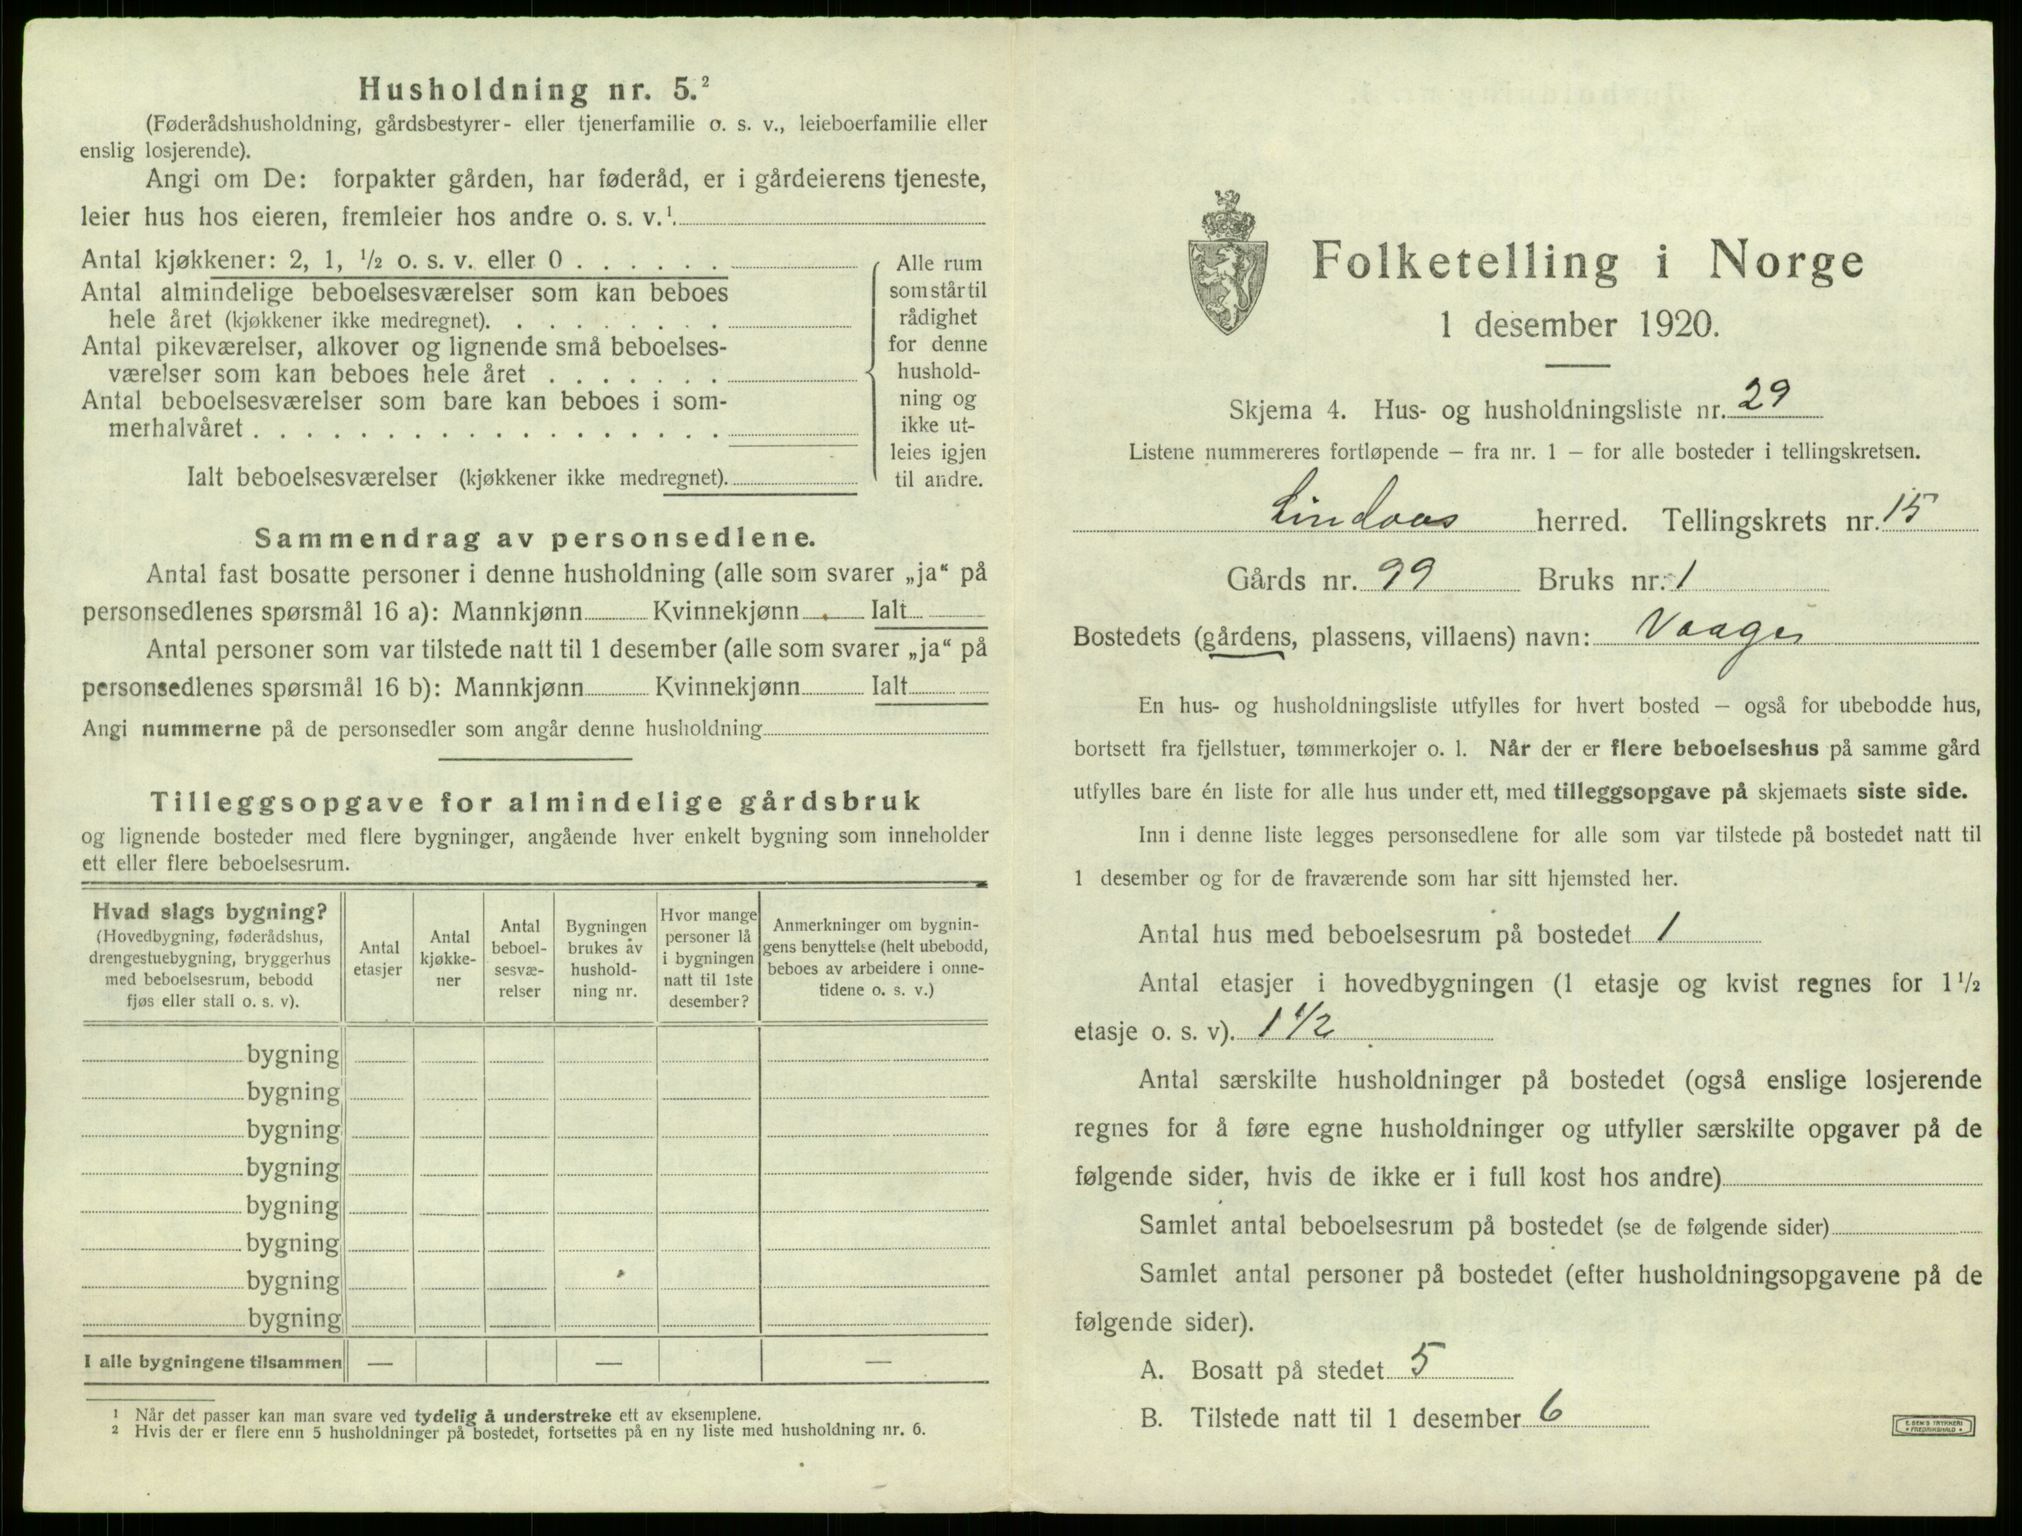 Husholdning nr. 5.²
(Føderådshusholdning, gårdsbestyrer- eller tjenerfamilie o. s. v., leieboerfamilie eller
enslig losjerende).
Angi om De: forpakter gården, har føderåd, er i gårdeierens tjeneste,
leier hus hos eieren, fremleier hos andre o. s. v.¹
Antal kjøkkener: 2, 1, ½ o. s. v. eller 0
Antal almindelige beboelsesværelser som kan beboes
hele året (kjøkkener ikke medregnet).
Antal pikeværelser, alkover og lignende små beboelses-
værelser som kan beboes hele året
Antal beboelsesværelser som bare kan beboes i som-
merhalvåret
Ialt beboelsesværelser (kjøkkener ikke medregnet).
Alle rum
som står til
rådighet
for denne
hushold-
ning og
ikke ut-
leies igjen
til andre.
Sammendrag av personsedlene.
Antal fast bosatte personer i denne husholdning (alle som svarer „ja“ på
personsedlenes spørsmål 16 a): Mannkjønn Kvinnekjønn Ialt
Antal personer som var tilstede natt til 1 desember (alle som svarer „ja“ på
personsedlenes spørsmål 16 b): Mannkjønn Kvinnekjønn Ialt
Angi nummerne på de personsedler som angår denne husholdning
Tilleggsopgave for almindelige gårdsbruk
og lignende bosteder med flere bygninger, angående hver enkelt bygning som inneholder
ett eller flere beboelsesrum.
Hvad slags bygning?
(Hovedbygning, føderådshus,
drengestuebygning, bryggerhus
med beboelsesrum, bebodd
fjøs eller stall o. s. v).
Antal
etasjer
Antal
kjøkke-
ner
Antal
beboel-
sesvæ-
relser
Bygningen
brukes av
hushold-
ning nr.
Hvor mange
personer lå
i bygningen
natt til 1ste
desember?
Anmerkninger om bygnin-
gens benyttelse (helt ubebodd,
beboes av arbeidere i onne-
tidene o. s. v.)
bygning
bygning
bygning
bygning
bygning
bygning
bygning
bygning
I alle bygningene tilsammen — — —
¹ Når det passer kan man svare ved tydelig å understreke ett av eksemplene.
² Hvis der er flere enn 5 husholdninger på bostedet, fortsettes på en ny liste med husholdning nr. 6.
Folketelling i Norge
1 desember 1920.
Skjema 4. Hus- og husholdningsliste nr. 29
Listene nummereres fortløpende – fra nr. 1 – for alle bosteder i tellingskretsen.
Lindaas herred. Tellingskrets nr. 15
Gårds nr. 99 Bruks nr. 1
Bostedets (gårdens, plassens, villaens) navn: Vaage
En hus- og husholdningsliste utfylles for hvert bosted – også for ubebodde hus,
bortsett fra fjellstuer, tømmerkojer o. l. Når der er flere beboelseshus på samme gård
utfylles bare én liste for alle hus under ett, med tilleggsopgave på skjemaets siste side.
Inn i denne liste legges personsedlene for alle som var tilstede på bostedet natt til
1 desember og for de fraværende som har sitt hjemsted her.
Antal hus med beboelsesrum på bostedet 1
Antal etasjer i hovedbygningen (1 etasje og kvist regnes for 1½
etasje o. s. v). 1 1/2
Antal særskilte husholdninger på bostedet (også enslige losjerende
regnes for å føre egne husholdninger og utfyller særskilte opgaver på de
følgende sider, hvis de ikke er i full kost hos andre)
Samlet antal beboelsesrum på bostedet (se de følgende sider)
Samlet antal personer på bostedet (efter husholdningsopgavene på de
følgende sider).
A. Bosatt på stedet 5
B. Tilstede natt til 1 desember 6
E. SEM'S TRYKKERI
FREDRIKSHALD